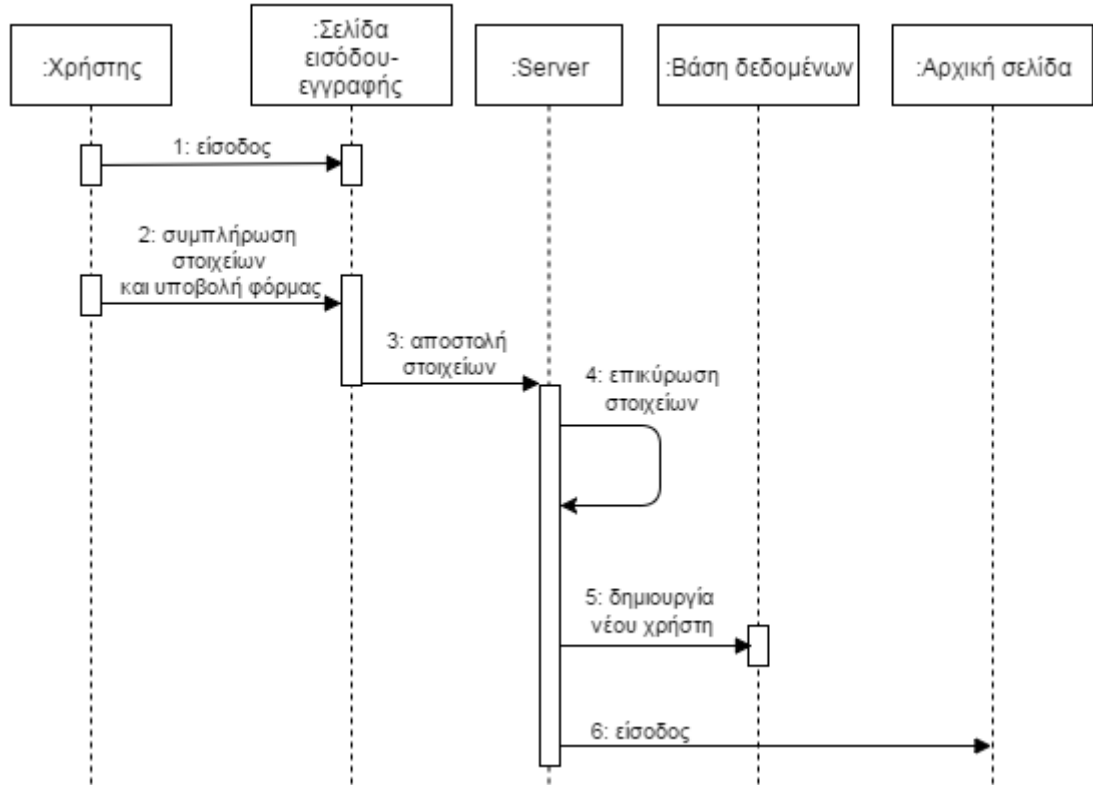 :Χρήστης
:Σελίδα
εισόδου-
εγγραφής
:Server
:Βάση δεδομένων
:Αρχική σελίδα
1: είσοδος
2: συμπλήρωση
στοιχείων
και υποβολή φόρμας
3: αποστολή
στοιχείων
4: επικύρωση
στοιχείων
5: δημιουργία
νέου χρήστη
6: είσοδος